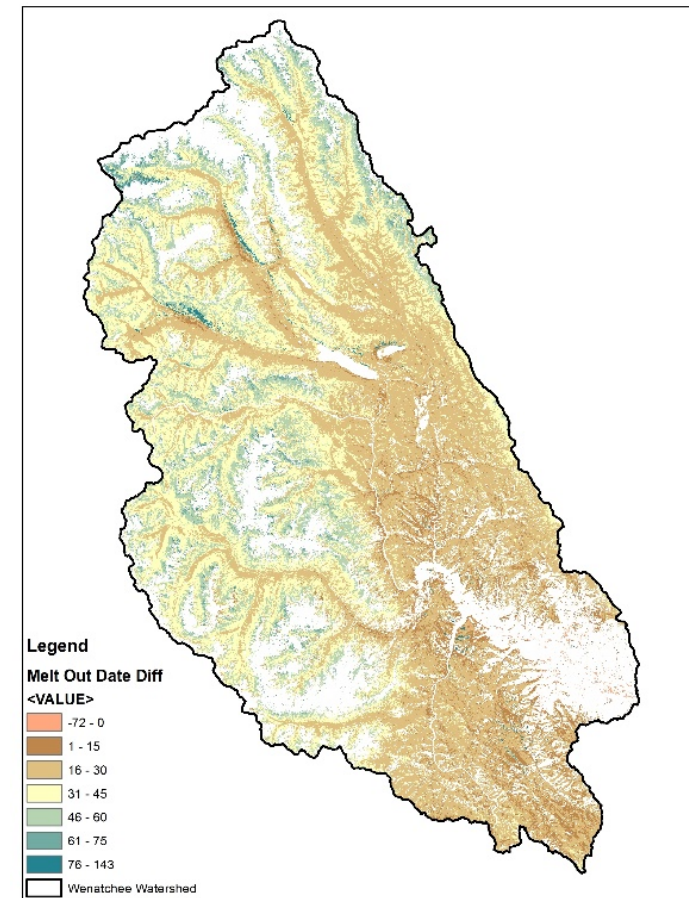 Legend
Melt Out Date Diff
<VALUE>
-72 - 0
1 - 15
16 - 30
31 - 45
46 - 60
61 - 75
76 - 143
Wenatchee Watershed